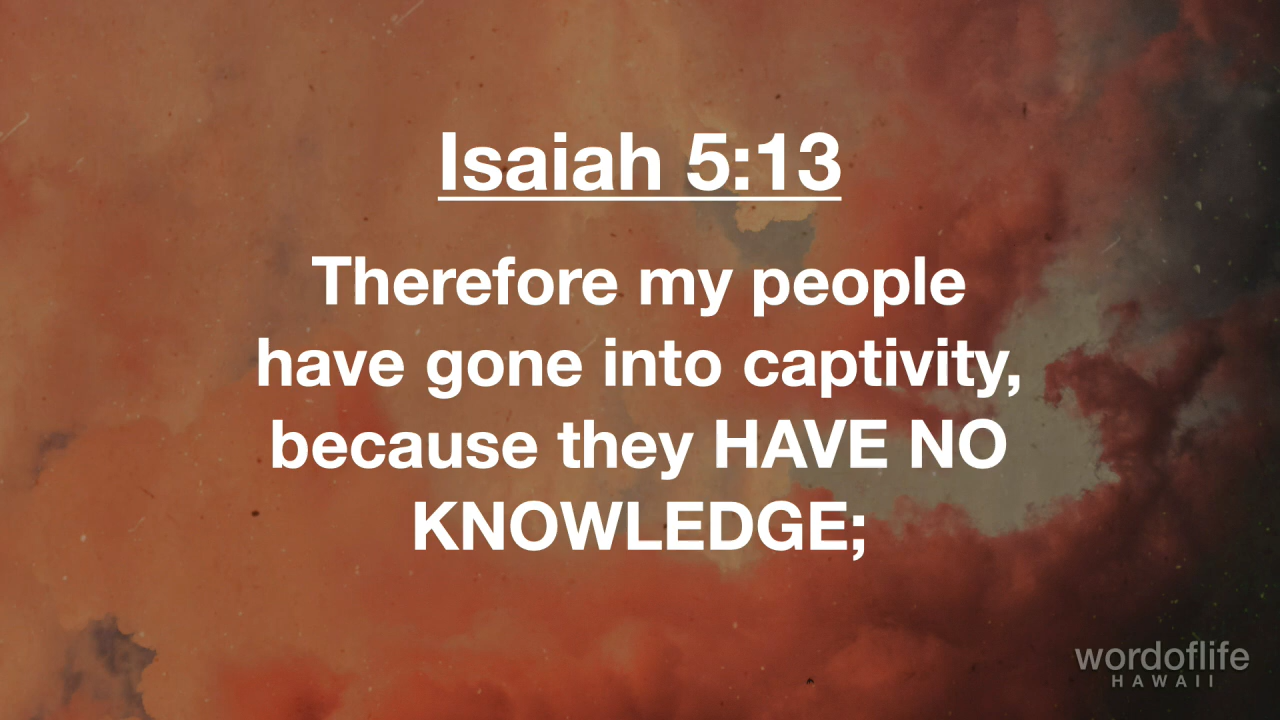 Isaiah 5:13
Therefore my people
have gone into captivity,
because they HAVE NO
KNOWLEDGE;
wordoflife
HAWAII